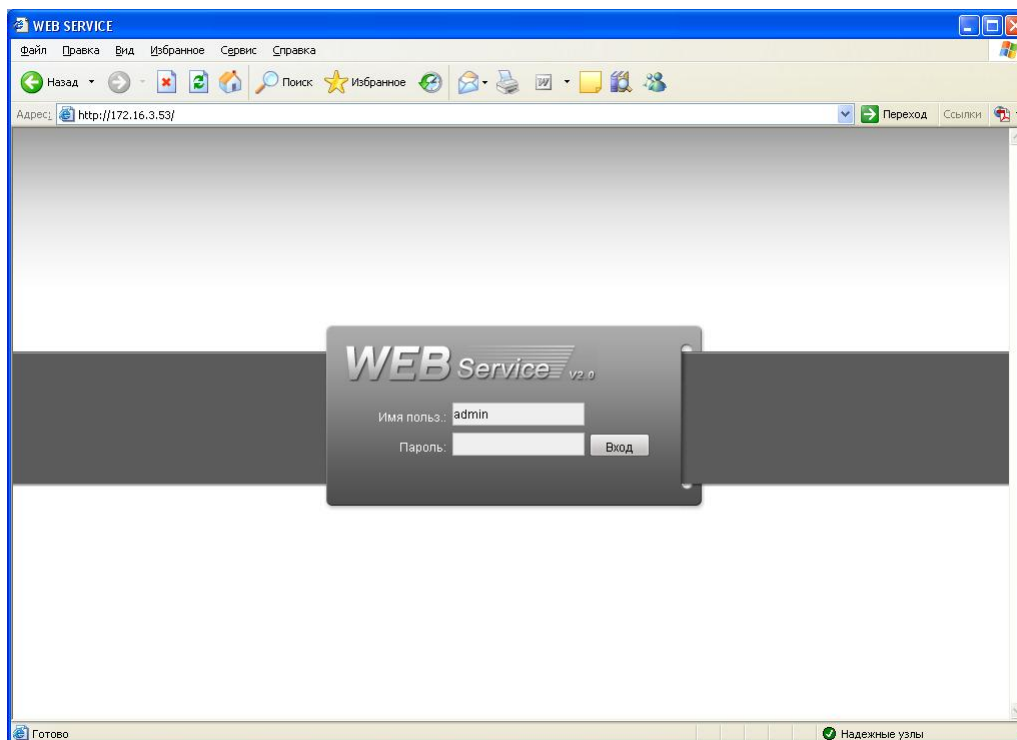 WEB SERVICE
Файл Правка Вид Избранное Сервис Справка
Назад Поиск Избранное
Адрес: http://172.16.3.53/ Переход Ссылки
WEB Service V2.0
Имя польз.: admin
Пароль: Вход
Готово Надежные узлы